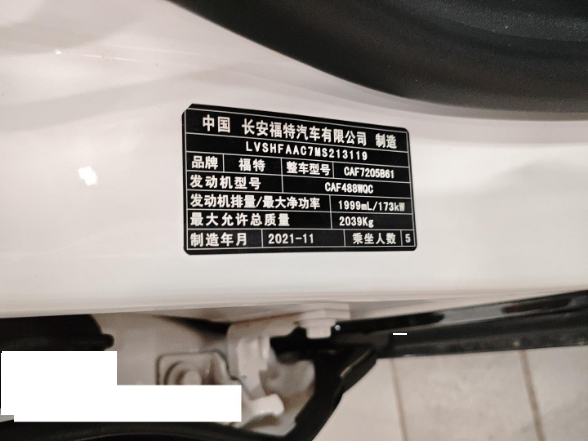 中国 长安福特汽车有限公司 制造
LVSHFAAC7MS213119
品牌 福特 整车型号 CAF7205B61
发动机型号 CAF488WQC
发动机排量/最大净功率 1999mL/173kW
最大允许总质量 2039Kg
制造年月 2021-11 乘坐人数 5